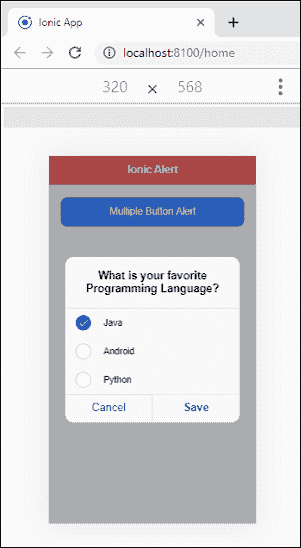 Ionic App
localhost:8100/home
320 × 568
Ionic Alert
Multiple Button Alert
What is your favorite
Programming Language?
Java
Android
Python
Cancel Save